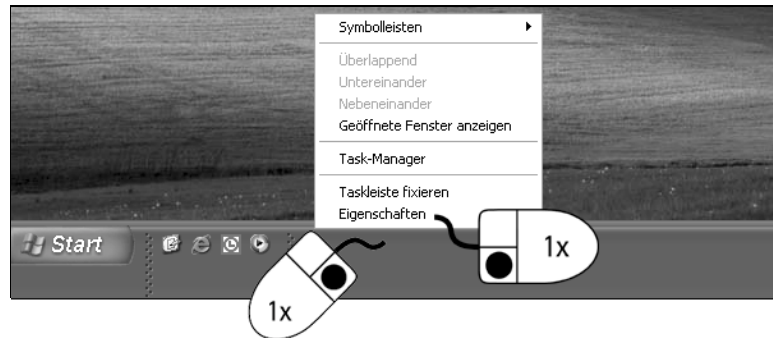 Symbolleisten
Überlappend
Untereinander
Nebeneinander
Geöffnete Fenster anzeigen
Task-Manager
Taskleiste fixieren
Eigenschaften
Start
1x
1x